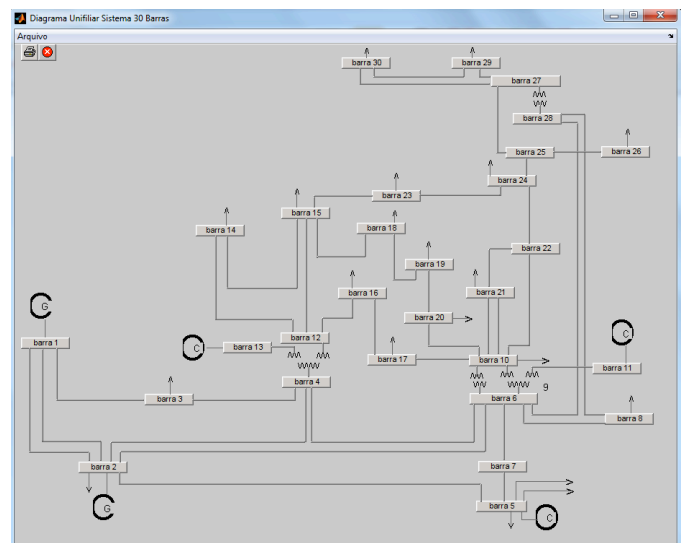 Diagrama Unifiliar Sistema 30 Barras
Arquivo
barra 30
barra 29
barra 27
barra 28
barra 25
barra 26
barra 24
barra 23
barra 15
barra 14
barra 18
barra 22
barra 19
barra 16
barra 21
G
barra 20
C
barra 12
barra 1
C
barra 13
barra 17
barra 10
barra 11
barra 4
9
barra 3
barra 6
barra 8
barra 2
barra 7
G
barra 5
C